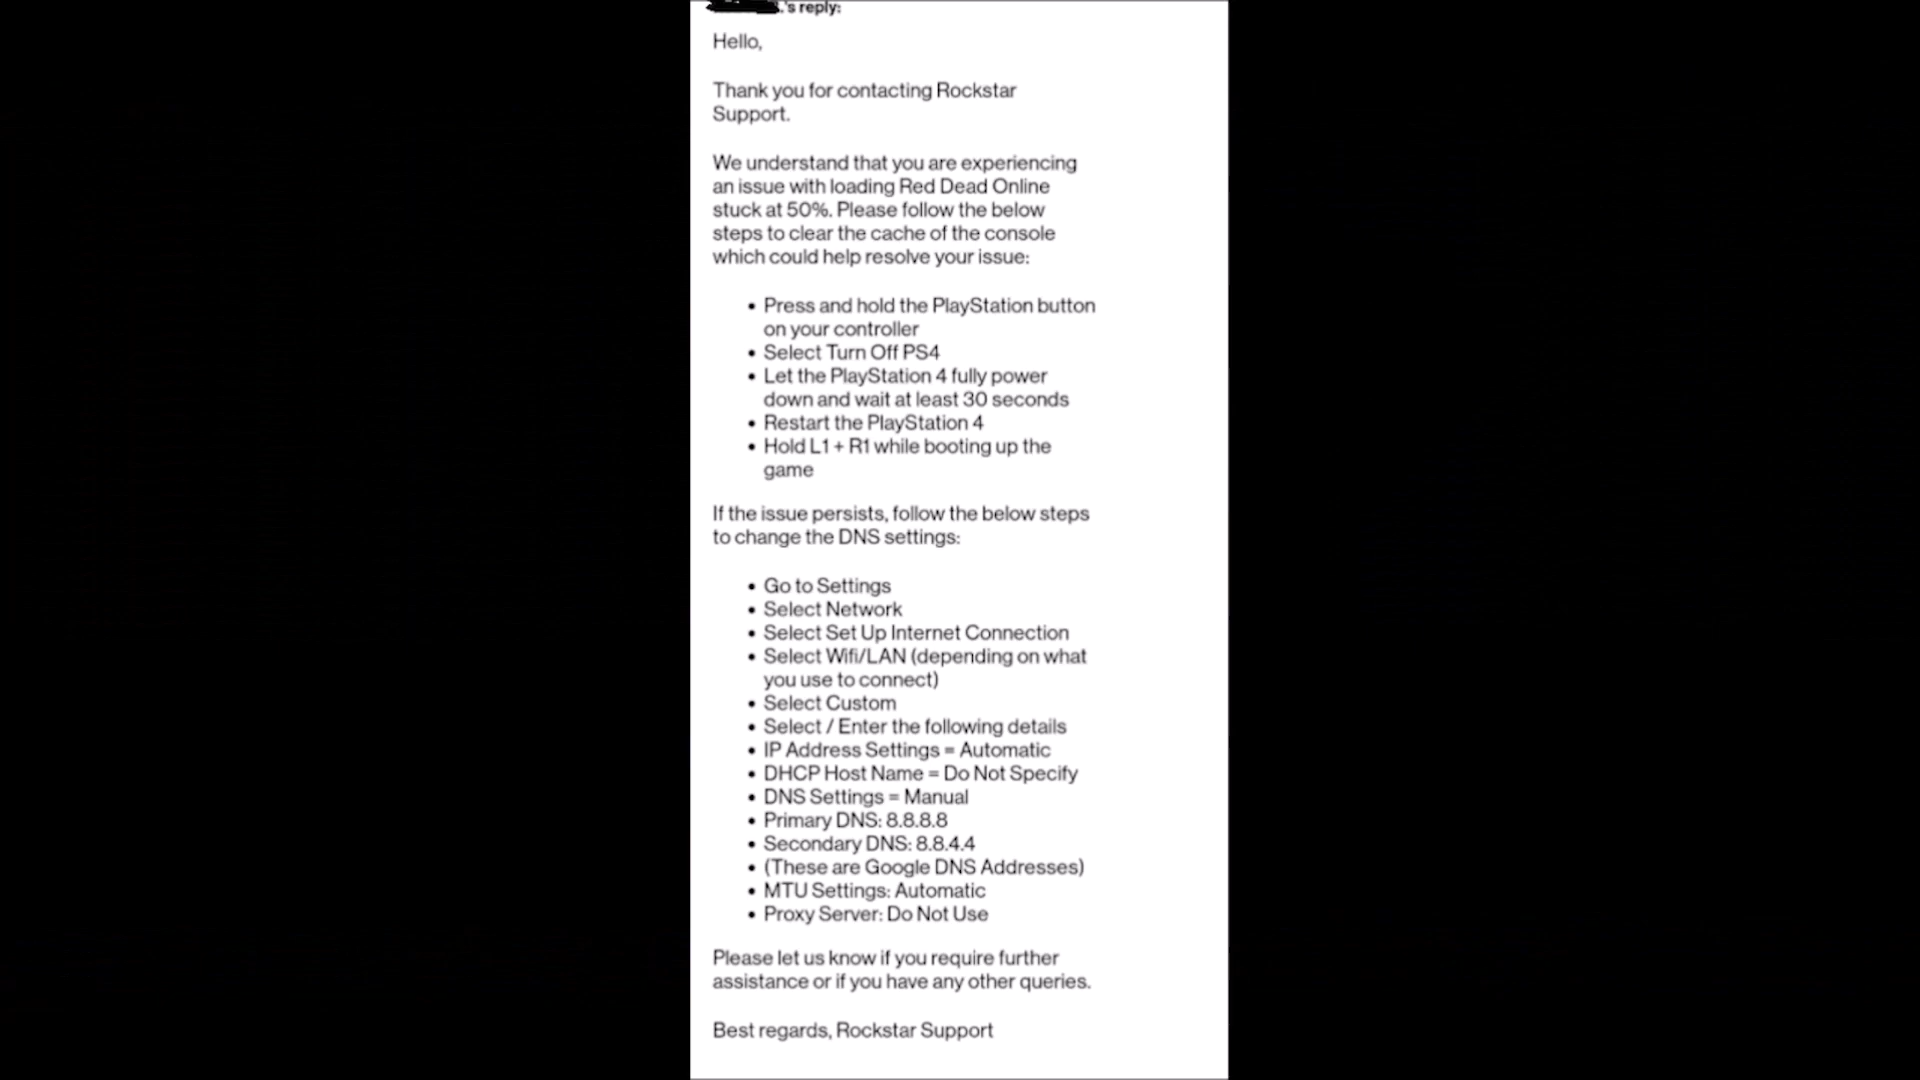 .'s reply:
Hello,
Thank you for contacting Rockstar
Support.
We understand that you are experiencing
an issue with loading Red Dead Online
stuck at 50%. Please follow the below
steps to clear the cache of the console
which could help resolve your issue:
• Press and hold the PlayStation button
on your controller
• Select Turn Off PS4
• Let the PlayStation 4 fully power
down and wait at least 30 seconds
• Restart the PlayStation 4
• Hold L1 + R1 while booting up the
game
If the issue persists, follow the below steps
to change the DNS settings:
• Go to Settings
• Select Network
• Select Set Up Internet Connection
• Select Wifi/LAN (depending on what
you use to connect)
• Select Custom
• Select / Enter the following details
• IP Address Settings = Automatic
• DHCP Host Name = Do Not Specify
• DNS Settings = Manual
• Primary DNS: 8.8.8.8
• Secondary DNS: 8.8.4.4
• (These are Google DNS Addresses)
• MTU Settings: Automatic
• Proxy Server: Do Not Use
Please let us know if you require further
assistance or if you have any other queries.
Best regards, Rockstar Support